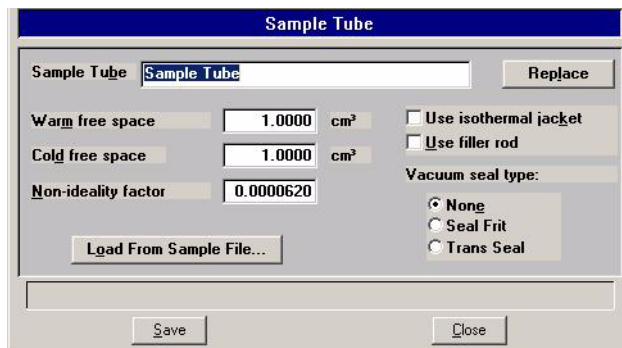 Sample Tube
Sample Tube Sample Tube Replace
Warm free space 1.0000 cm³ Use isothermal jacket
Use filler rod
Cold free space 1.0000 cm³
Vacuum seal type:
Non-ideality factor 0.0000620
None
Seal Frit
Load From Sample File... Trans Seal
Save Close